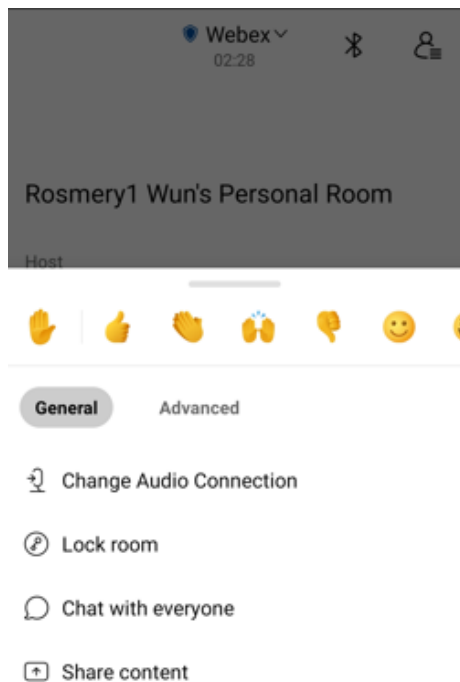 Webex
02:28
Rosmery1 Wun's Personal Room
Host
General
Advanced
Change Audio Connection
Lock room
Chat with everyone
Share content